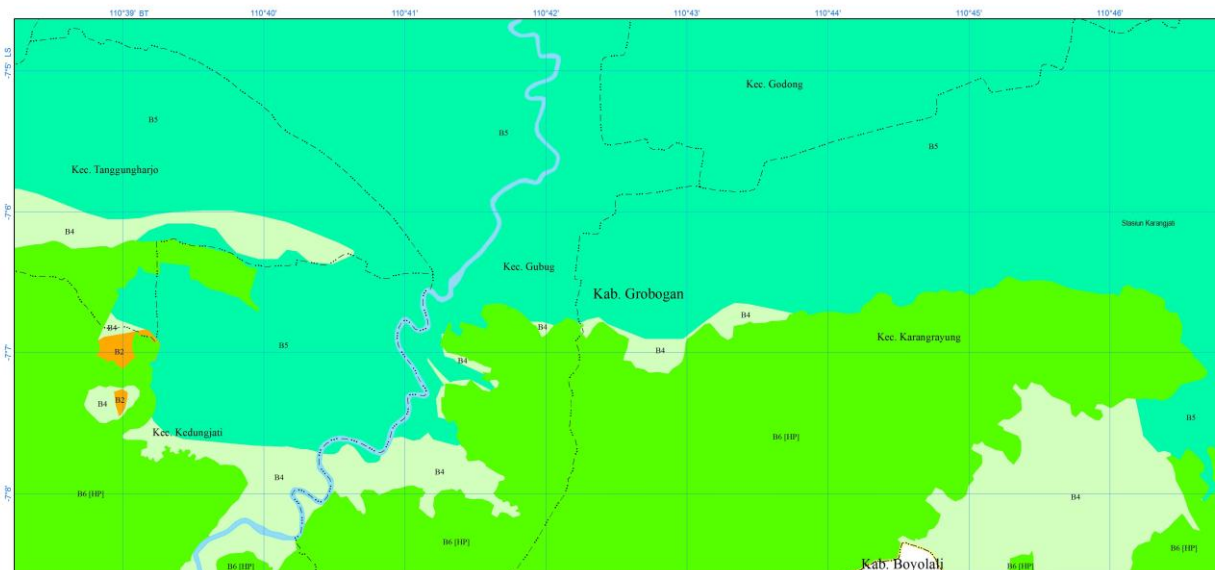 110°39' BT
110°40'
110°41'
110°42'
110°43'
110°44'
110°45'
110°46'
-7°5' LS
Kec. Godong
B5
B5
B5
Kec. Tanggungharjo
-7°6'
Stasiun Karangjati
B4
Kec. Gubug
Kab. Grobogan
B4
B4
B4
Kec. Karangrayung
-7°7'
B2
B5
B4
B4
B2
B4
B5
Kec. Kedungjati
B6 [HP]
B4
B4
-7°8'
B6 [HP]
B4
B6 [HP]
B6 [HP]
B6 [HP]
Kab. Boyolali
B6 [HP]